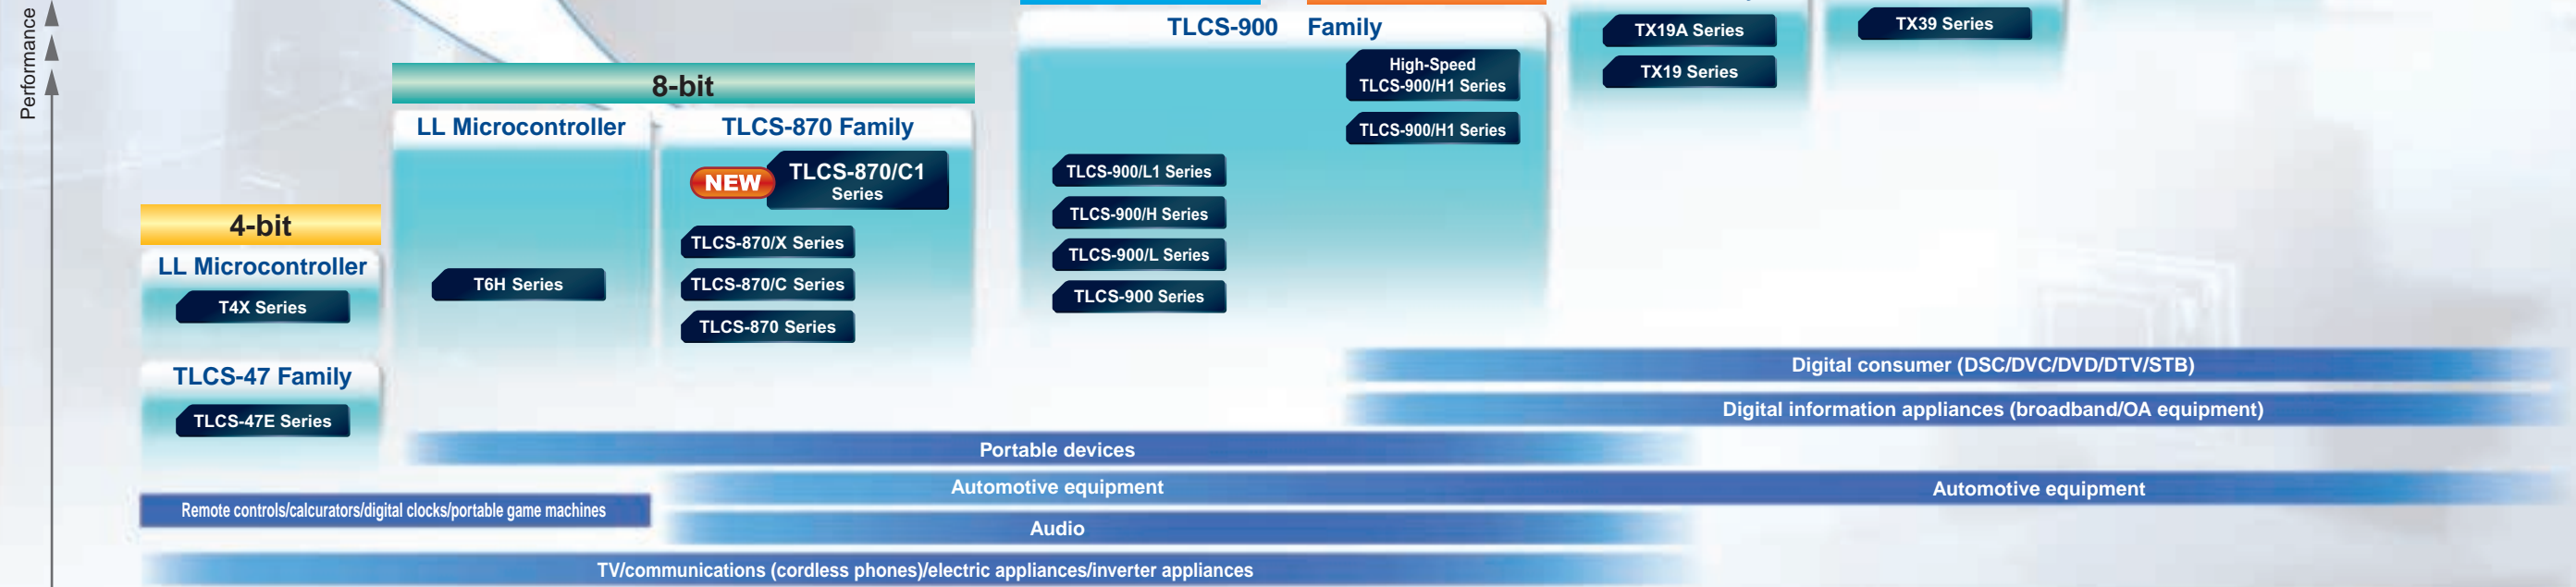 Performance
TLCS-900 Family
TX19A Series
TX39 Series
High-Speed
TLCS-900/H1 Series
TX19 Series
8-bit
LL Microcontroller
TLCS-870 Family
TLCS-900/H1 Series
NEW
TLCS-870/C1
Series
TLCS-900/L1 Series
TLCS-900/H Series
4-bit
TLCS-870/X Series
TLCS-900/L Series
LL Microcontroller
T6H Series
TLCS-870/C Series
TLCS-900 Series
T4X Series
TLCS-870 Series
Digital consumer (DSC/DVC/DVD/DTV/STB)
TLCS-47 Family
Digital information appliances (broadband/OA equipment)
TLCS-47E Series
Portable devices
Automotive equipment
Automotive equipment
Remote controls/calcurators/digital clocks/portable game machines
Audio
TV/communications (cordless phones)/electric appliances/inverter appliances